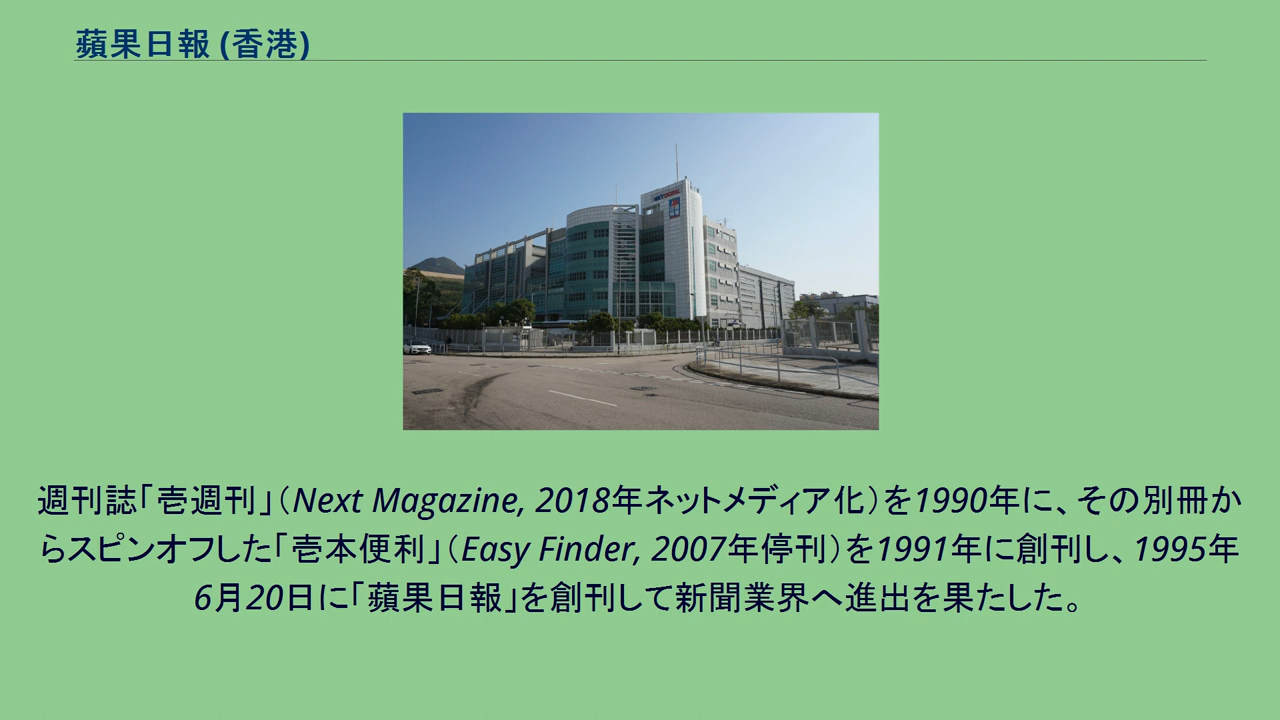 蘋果日報 (香港)
週刊誌「壱週刊」（Next Magazine, 2018年ネットメディア化）を1990年に、その別冊か
らスピンオフした「壱本便利」（Easy Finder, 2007年停刊）を1991年に創刊し、1995年
6月20日に「蘋果日報」を創刊して新聞業界へ進出を果たした。